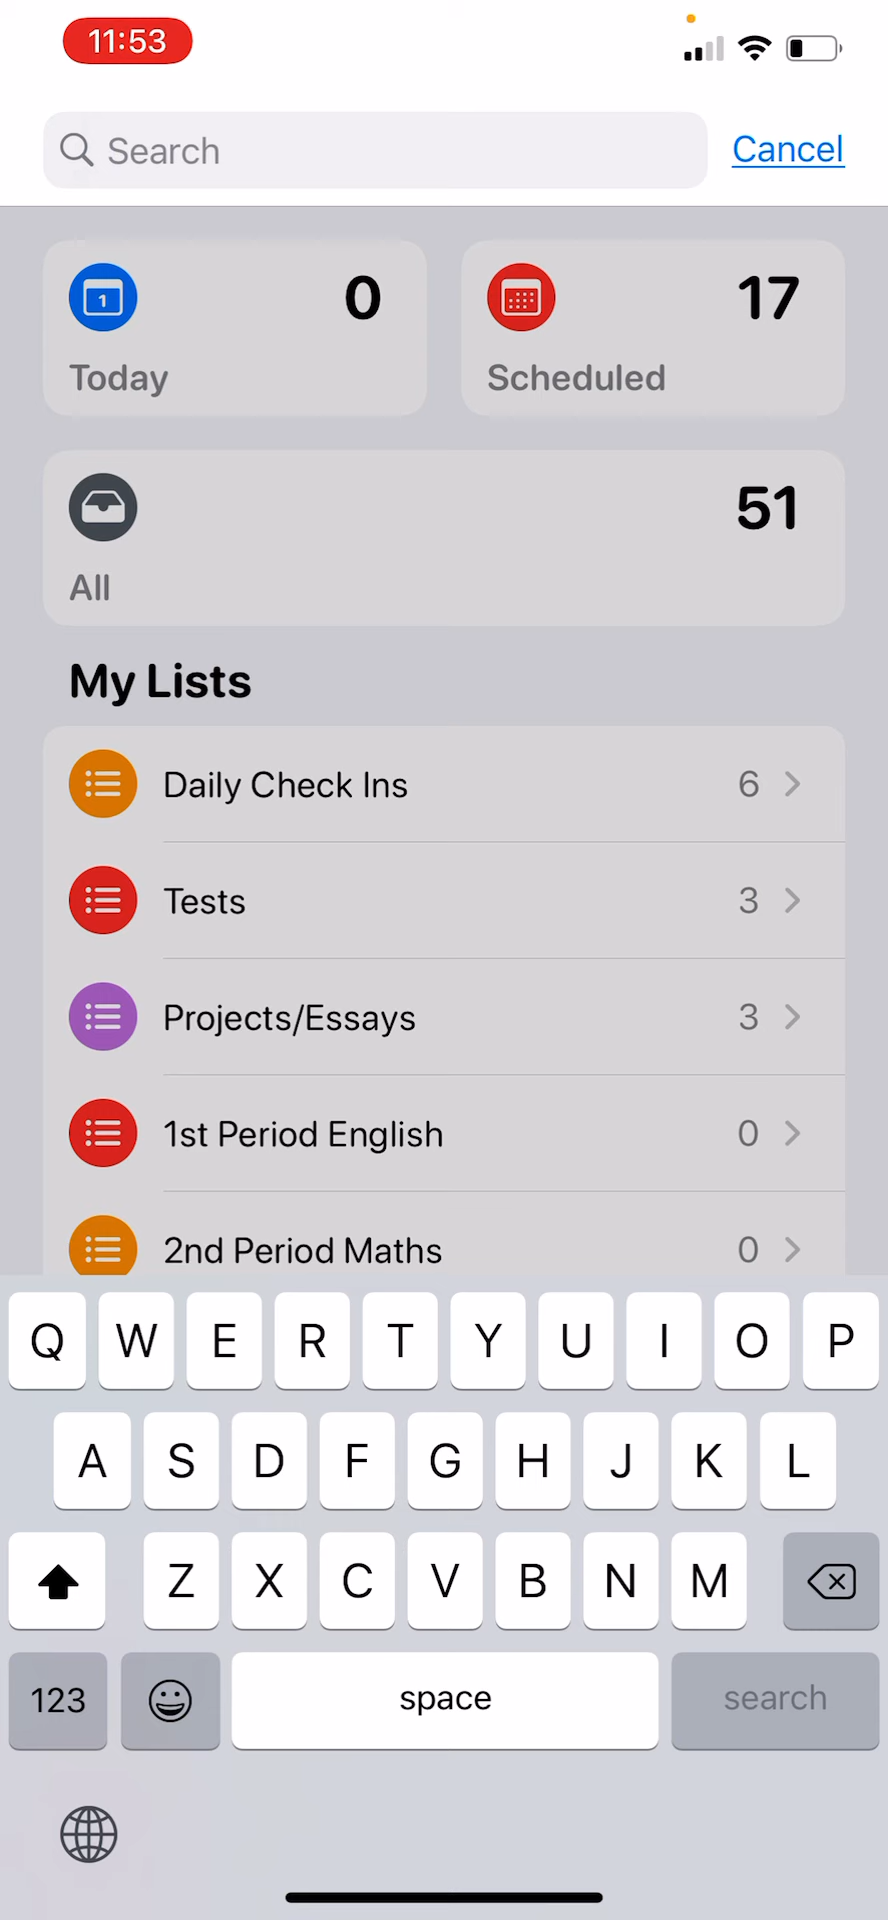 11:53
Search
Cancel
1
0
17
Today
Scheduled
51
All
My Lists
Daily Check Ins 6
Tests 3
Projects/Essays 3
1st Period English 0
2nd Period Maths 0
Q W E R T Y U I O P
A S D F G H J K L
Z X C V B N M
123 space search